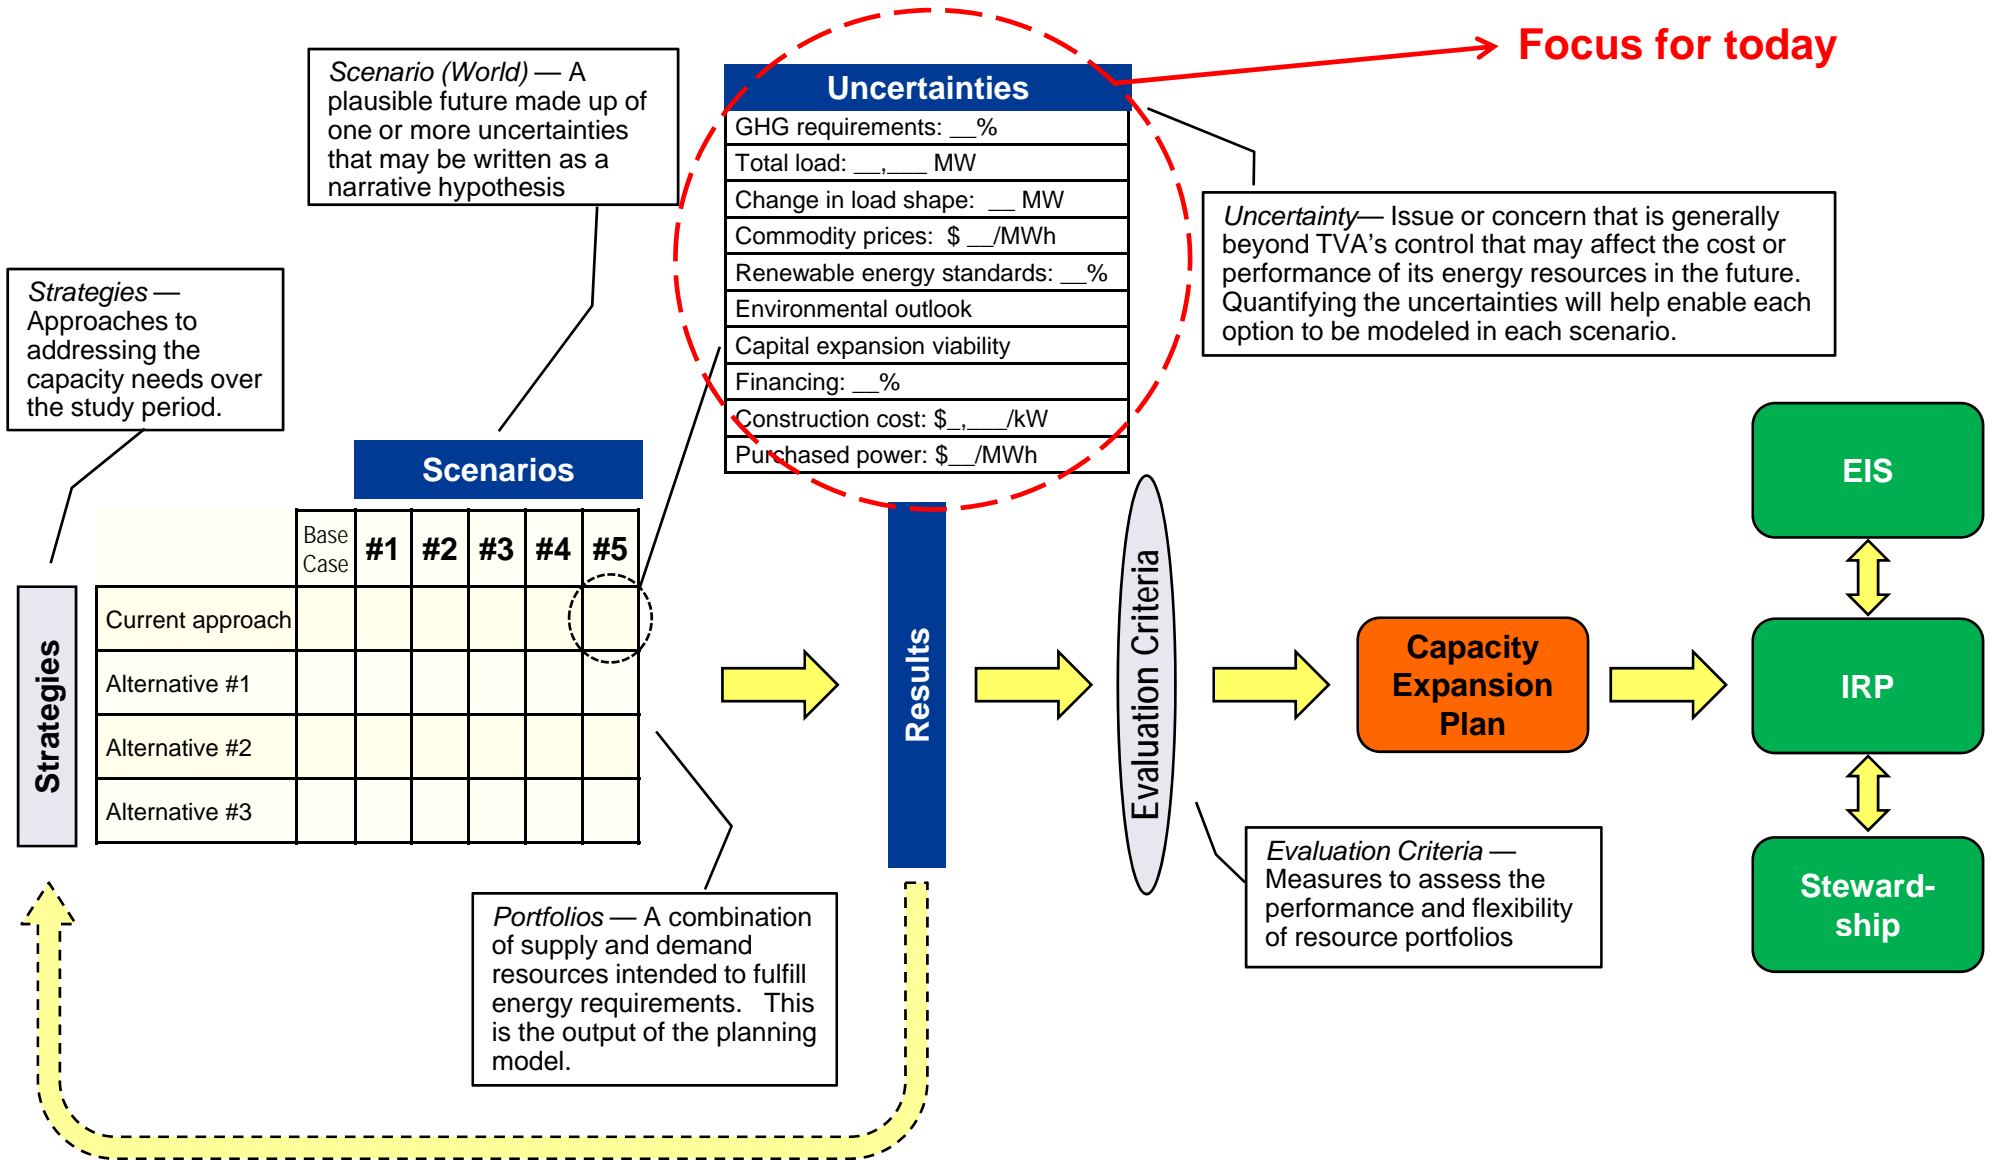 Focus for today
Scenario (World) — A
plausible future made up of
one or more uncertainties
that may be written as a
narrative hypothesis
Uncertainties
GHG requirements: __%
Total load: __,___ MW
Change in load shape: __ MW
Commodity prices: $ __/MWh
Renewable energy standards: __%
Environmental outlook
Capital expansion viability
Financing: __%
Construction cost: $_,___/kW
Purchased power: $__/MWh
Uncertainty— Issue or concern that is generally
beyond TVA's control that may affect the cost or
performance of its energy resources in the future.
Quantifying the uncertainties will help enable each
option to be modeled in each scenario.
Strategies —
Approaches to
addressing the
capacity needs over
the study period.
Scenarios
Base
Case
#1
#2
#3
#4
#5
Strategies
Current approach
Alternative #1
Alternative #2
Alternative #3
Results
Evaluation Criteria
Capacity
Expansion
Plan
EIS
IRP
Steward-
ship
Portfolios — A combination
of supply and demand
resources intended to fulfill
energy requirements. This
is the output of the planning
model.
Evaluation Criteria —
Measures to assess the
performance and flexibility
of resource portfolios